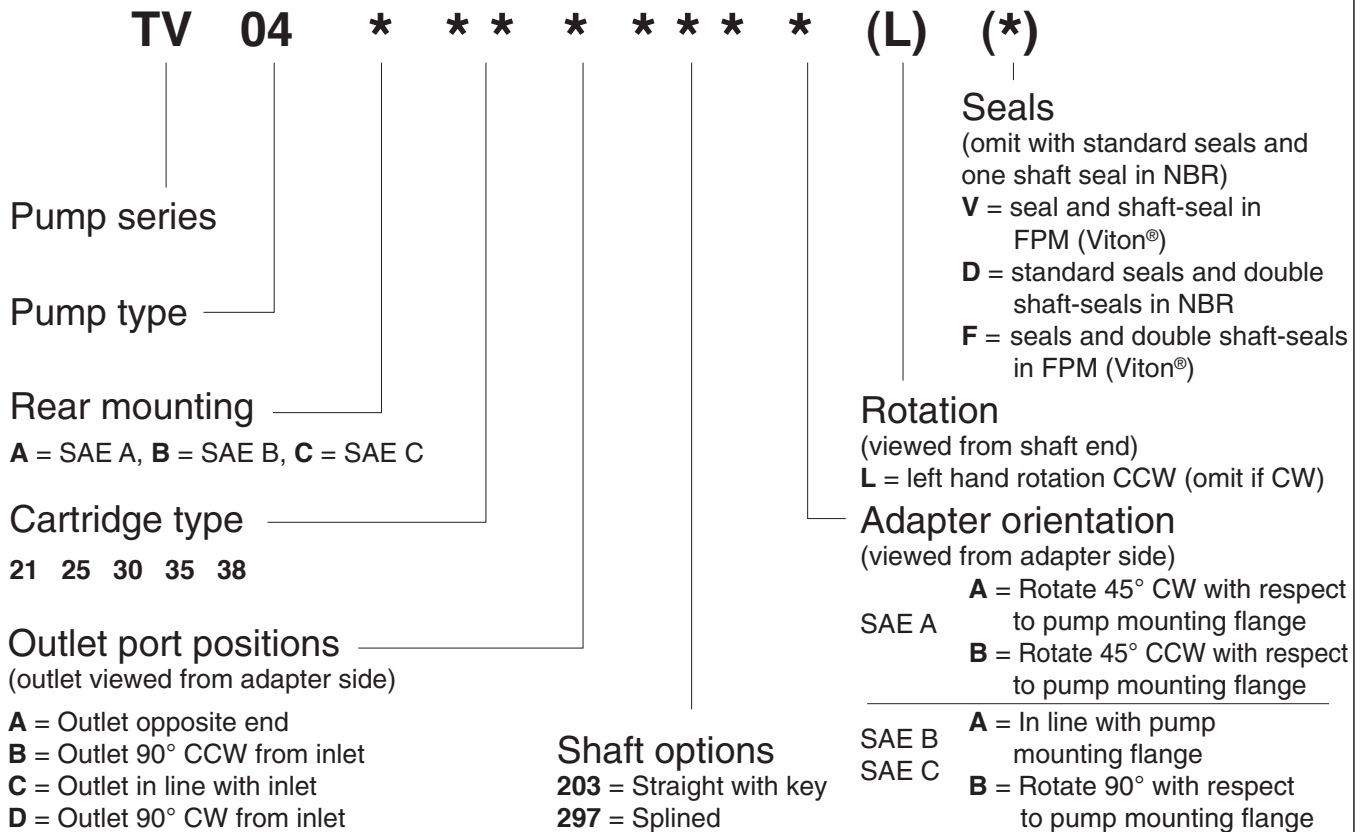 TV 04 * * * * * * * * (L) (*)
Pump series
Pump type
Rear mounting
A = SAE A, B = SAE B, C = SAE C
Cartridge type
21 25 30 35 38
Outlet port positions
(outlet viewed from adapter side)
A = Outlet opposite end
B = Outlet 90° CCW from inlet
C = Outlet in line with inlet
D = Outlet 90° CW from inlet
Shaft options
203 = Straight with key
297 = Splined
Seals
(omit with standard seals and
one shaft seal in NBR)
V = seal and shaft-seal in
FPM (Viton®)
D = standard seals and double
shaft-seals in NBR
F = seals and double shaft-seals
in FPM (Viton®)
Rotation
(viewed from shaft end)
L = left hand rotation CCW (omit if CW)
Adapter orientation
(viewed from adapter side)
SAE A
A = Rotate 45° CW with respect
to pump mounting flange
B = Rotate 45° CCW with respect
to pump mounting flange
SAE B
SAE C
A = In line with pump
mounting flange
B = Rotate 90° with respect
to pump mounting flange